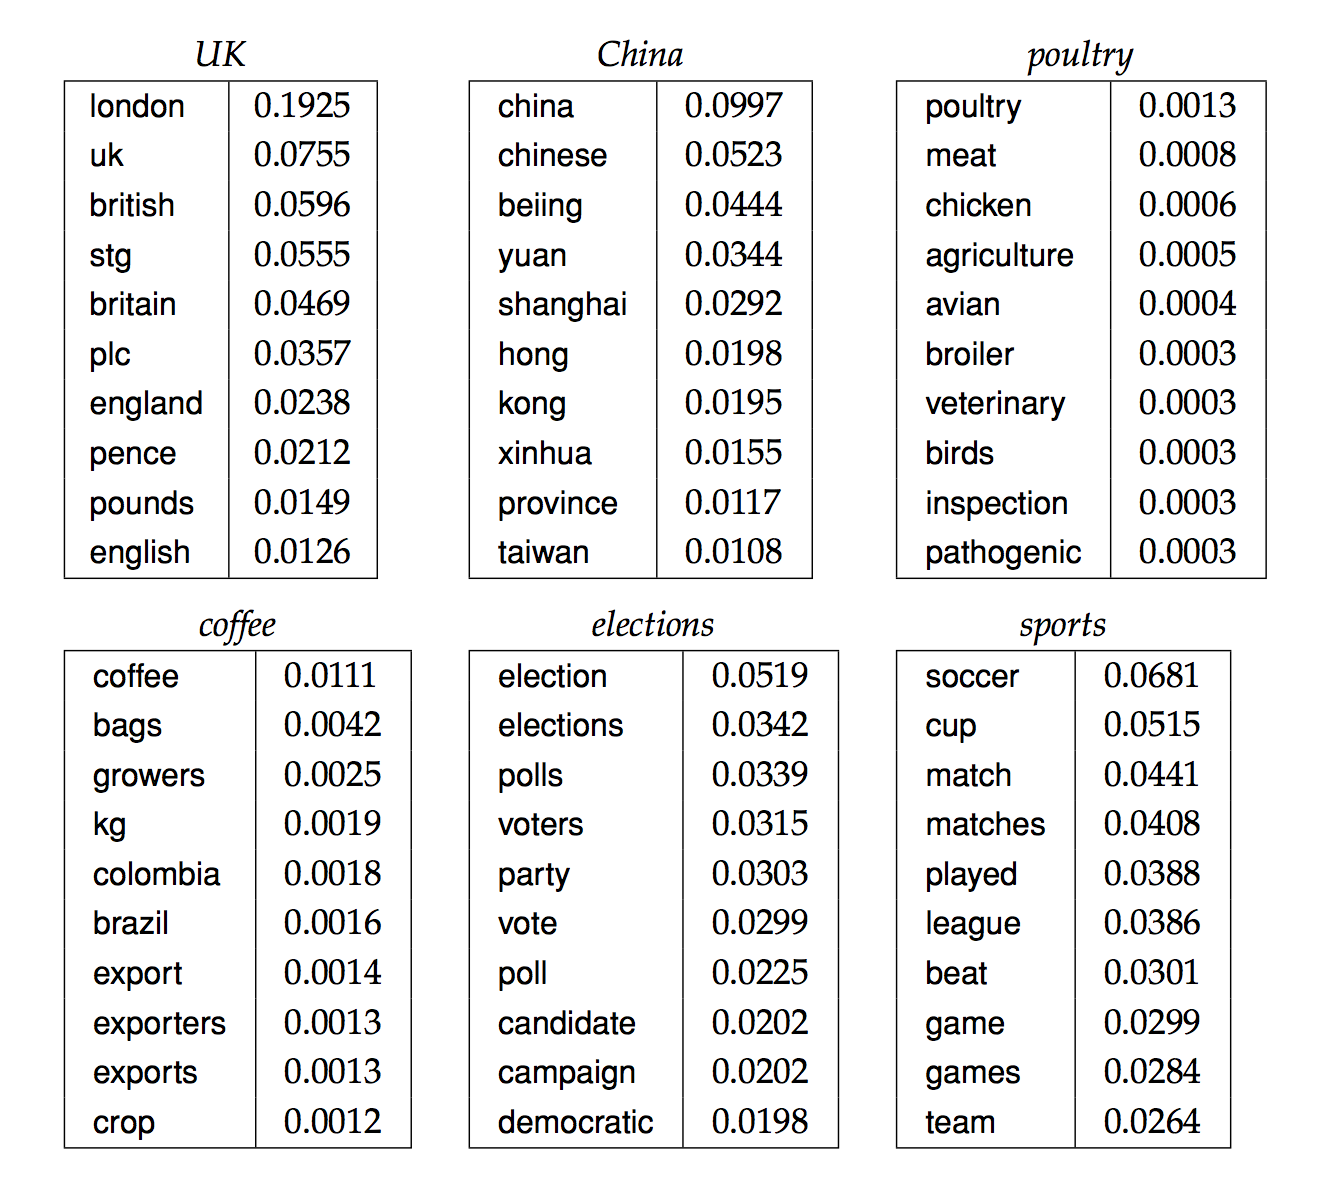 UK China poultry
london 0.1925 china 0.0997 poultry 0.0013
uk 0.0755 chinese 0.0523 meat 0.0008
british 0.0596 beiing 0.0444 chicken 0.0006
stg 0.0555 yuan 0.0344 agriculture 0.0005
britain 0.0469 shanghai 0.0292 avian 0.0004
plc 0.0357 hong 0.0198 broiler 0.0003
england 0.0238 kong 0.0195 veterinary 0.0003
pence 0.0212 xinhua 0.0155 birds 0.0003
pounds 0.0149 province 0.0117 inspection 0.0003
english 0.0126 taiwan 0.0108 pathogenic 0.0003
coffee elections sports
coffee 0.0111 election 0.0519 soccer 0.0681
bags 0.0042 elections 0.0342 cup 0.0515
growers 0.0025 polls 0.0339 match 0.0441
kg 0.0019 voters 0.0315 matches 0.0408
colombia 0.0018 party 0.0303 played 0.0388
brazil 0.0016 vote 0.0299 league 0.0386
export 0.0014 poll 0.0225 beat 0.0301
exporters 0.0013 candidate 0.0202 game 0.0299
exports 0.0013 campaign 0.0202 games 0.0284
crop 0.0012 democratic 0.0198 team 0.0264